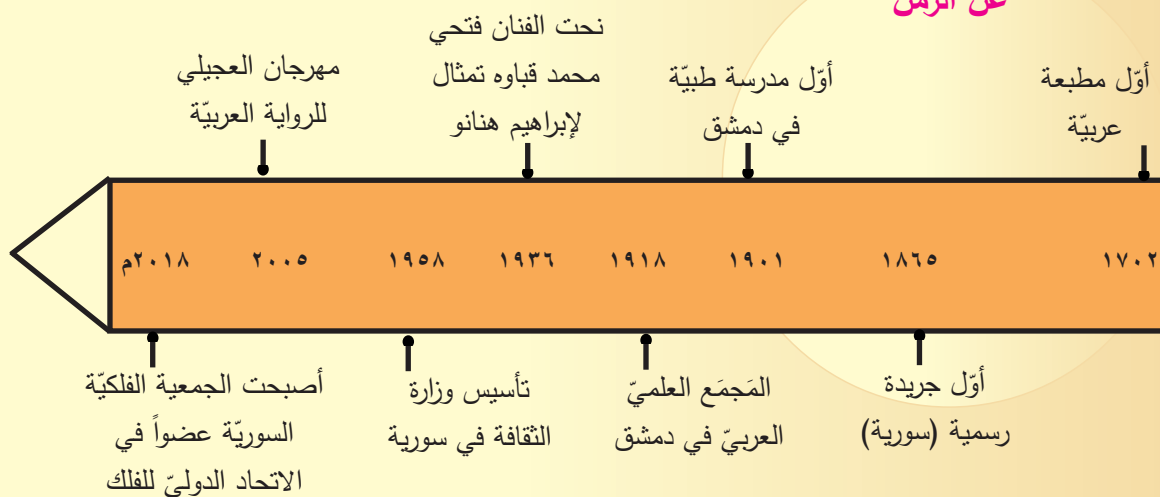 عن الزمن
أوّل مطبعة
عربيّة
أوّل مدرسة طبيّة
في دمشق
نحت الفنان فتحي
محمد قباوه تمثال
لإبراهيم هنانو
مهرجان العجيلي
للرواية العربيّة
١٧٠٢ ١٨٦٥ ١٩٠١ ١٩١٨ ١٩٣٦ ١٩٥٨ ٢٠٠٥ ٢٠١٨م
أوّل جريدة
رسمية (سورية)
المَجمَع العلميّ
العربيّ في دمشق
تأسيس وزارة
الثقافة في سورية
أصبحت الجمعية الفلكيّة
السوريّة عضواً في
الاتحاد الدوليّ للفلك